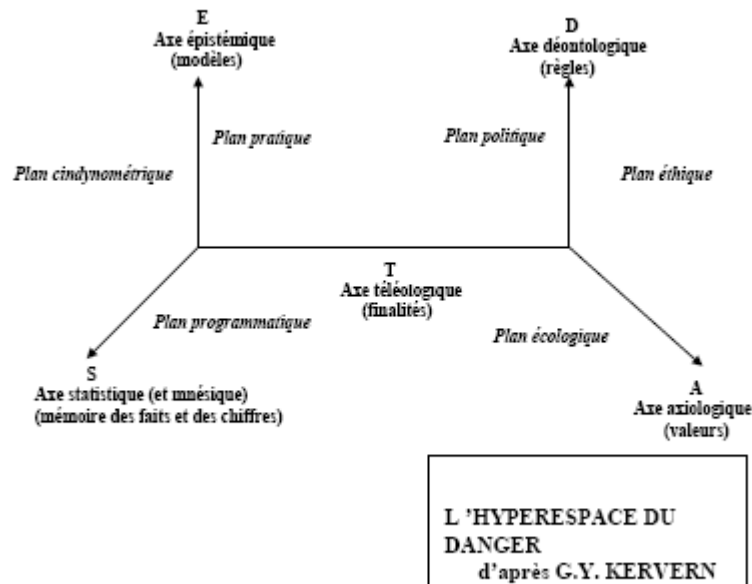 E
Axe épistémique
(modèles)
D
Axe déontologique
(règles)
Plan pratique
Plan politique
Plan cindynométrique
Plan éthique
T
Axe téléologique
(finalités)
Plan programmatique
Plan écologique
S
Axe statistique (et mnésique)
(mémoire des faits et des chiffres)
A
Axe axiologique
(valeurs)
L 'HYPERESPACE DU
DANGER
d'après G.Y. KERVERN